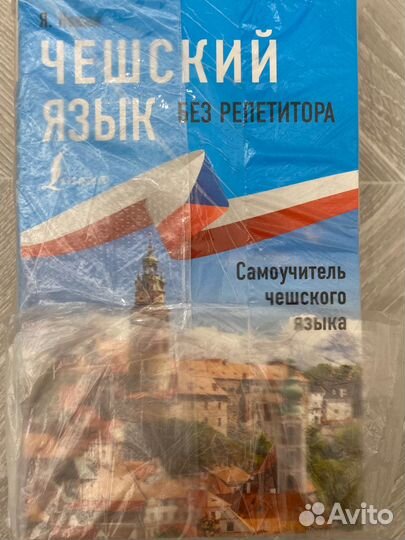 Я.
ЧЕШСКИЙ
ЯЗЫК БЕЗ РЕПЕТИТОРА
Самоучитель
чешского
языка
Avito